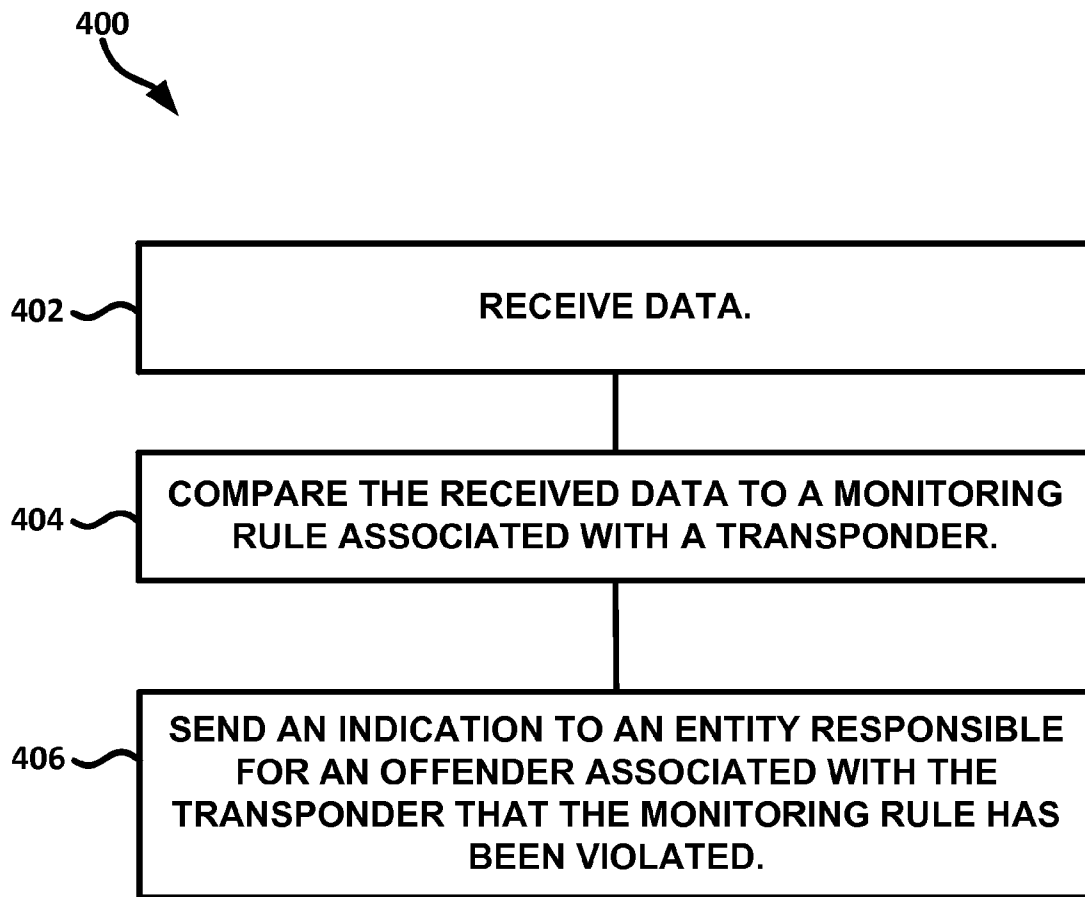 400
402
RECEIVE DATA.
404
COMPARE THE RECEIVED DATA TO A MONITORING
RULE ASSOCIATED WITH A TRANSPONDER.
406
SEND AN INDICATION TO AN ENTITY RESPONSIBLE
FOR AN OFFENDER ASSOCIATED WITH THE
TRANSPONDER THAT THE MONITORING RULE HAS
BEEN VIOLATED.